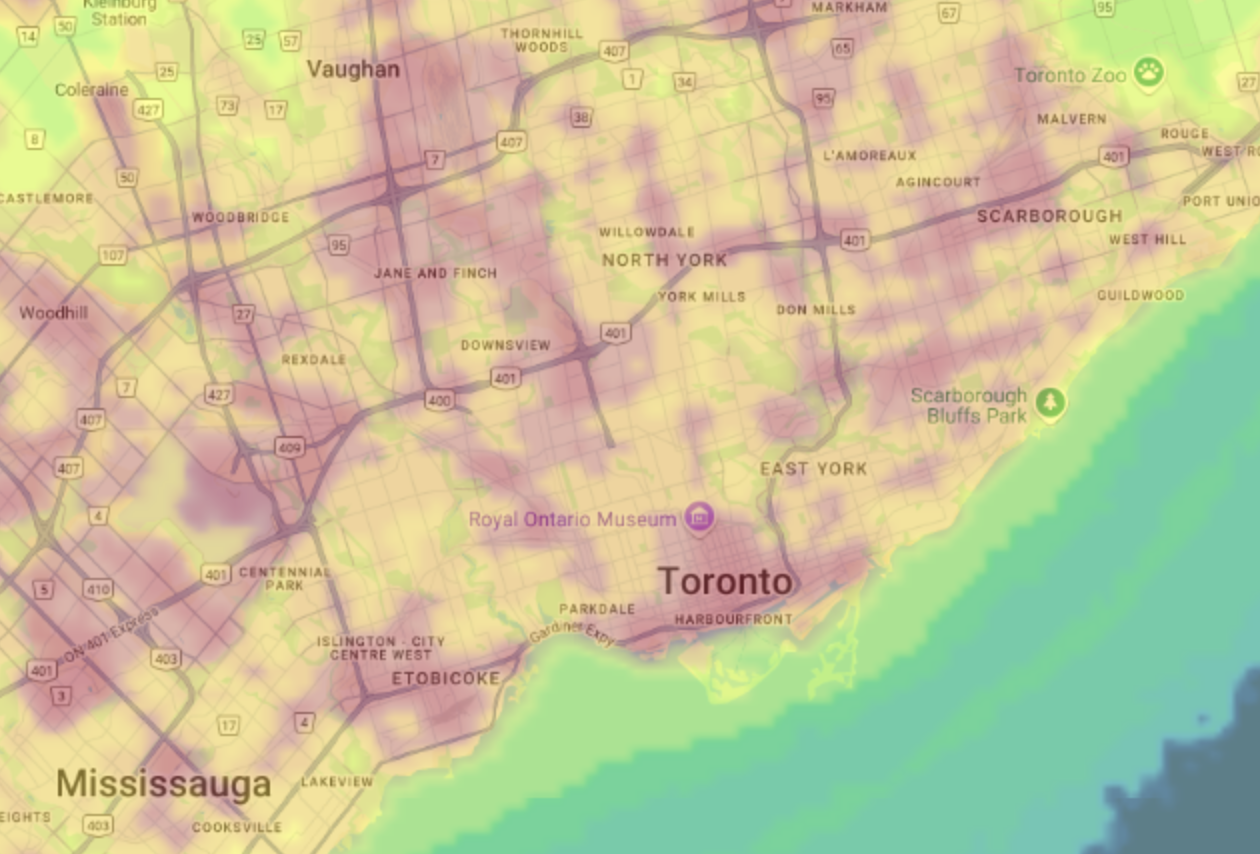 Kleinburg
Station
MARKHAM
67
95
14
50
25
57
THORNHILL
WOODS
407
65
Vaughan
25
1
34
Toronto Zoo
27
Coleraine
427
73
17
38
95
MALVERN
8
407
ROUGE
7
L'AMOREAUX
401
50
AGINCOURT
CASTLEMORE
PORT UNIO
WOODBRIDGE
SCARBOROUGH
WILLOWDALE
95
401
WEST HILL
107
NORTH YORK
JANE AND FINCH
YORK MILLS
GUILDWOOD
Woodhill
27
DON MILLS
401
DOWNSVIEW
REXDALE
401
7
427
400
Scarborough
Bluffs Park
407
409
407
EAST YORK
4
Royal Ontario Museum
401
CENTENNIAL
PARK
5
410
Toronto
PARKDALE
HARBOURFRONT
ON 401 Express
Gardiner Expy
ISLINGTON - CITY
CENTRE WEST
403
401
ETOBICOKE
3
17
4
Mississauga
LAKEVIEW
EIGHTS
403
COOKSVILLE